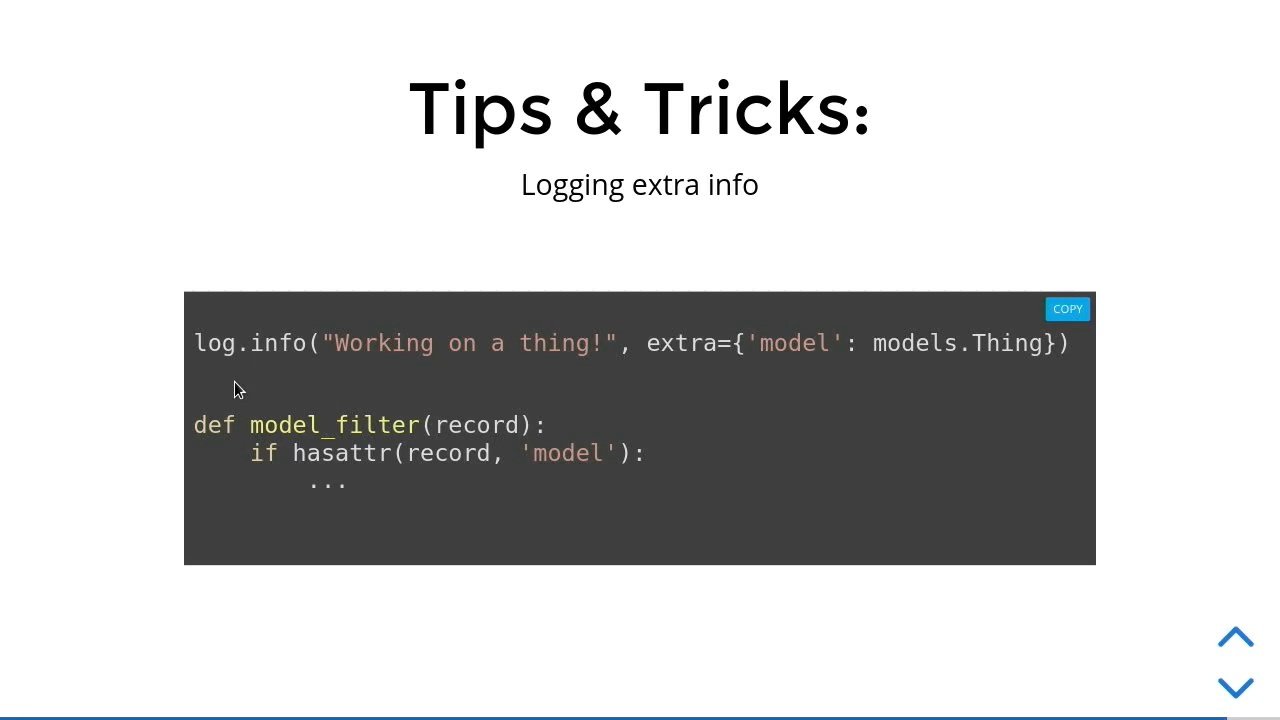 Tips & Tricks:
Logging extra info
COPY
log.info("Working on a thing!", extra={'model': models.Thing})
def model_filter(record):
    if hasattr(record, 'model'):
        ...